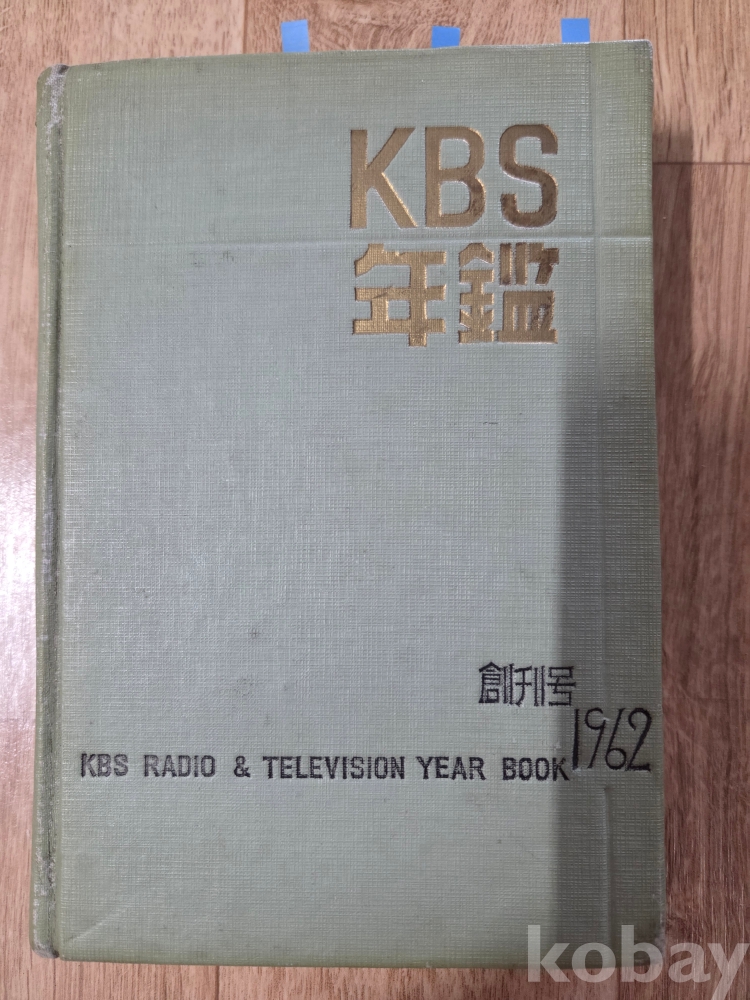 KBS
年鑑
創刊号
1962
KBS RADIO & TELEVISION YEAR BOOK
kobay